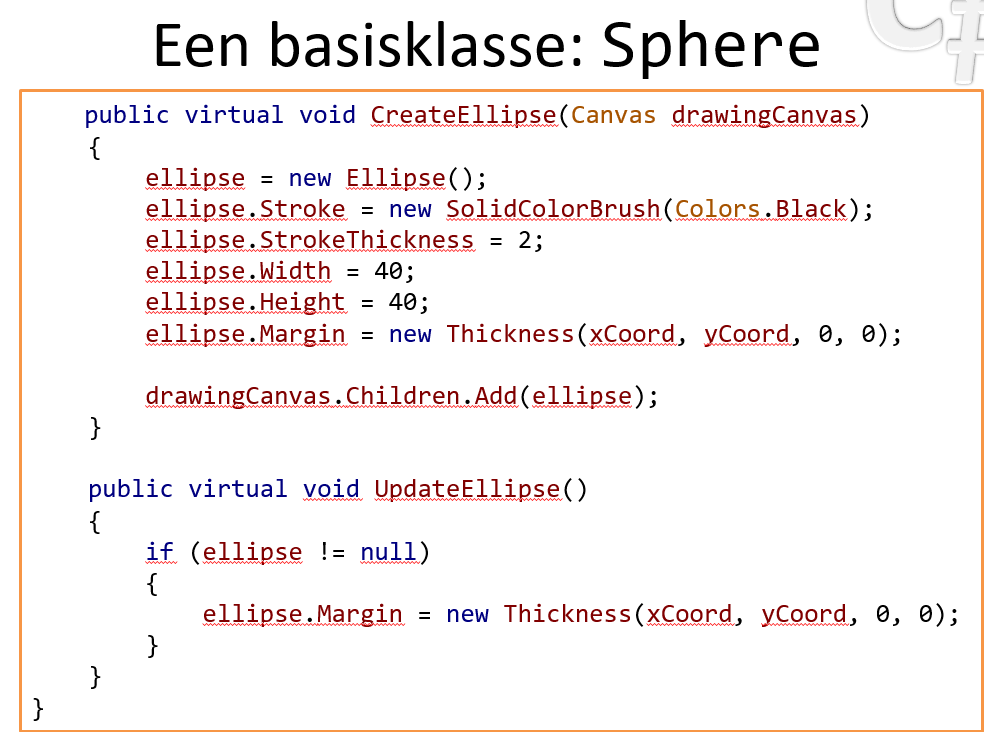 Een basisklasse: Sphere
C#
public virtual void CreateEllipse(Canvas drawingCanvas)
{
ellipse = new Ellipse();
ellipse.Stroke = new SolidColorBrush(Colors.Black);
ellipse.StrokeThickness = 2;
ellipse.Width = 40;
ellipse.Height = 40;
ellipse.Margin = new Thickness(xCoord, yCoord, 0, 0);
drawingCanvas.Children.Add(ellipse);
}
public virtual void UpdateEllipse()
{
if (ellipse != null)
{
ellipse.Margin = new Thickness(xCoord, yCoord, 0, 0);
}
}
}